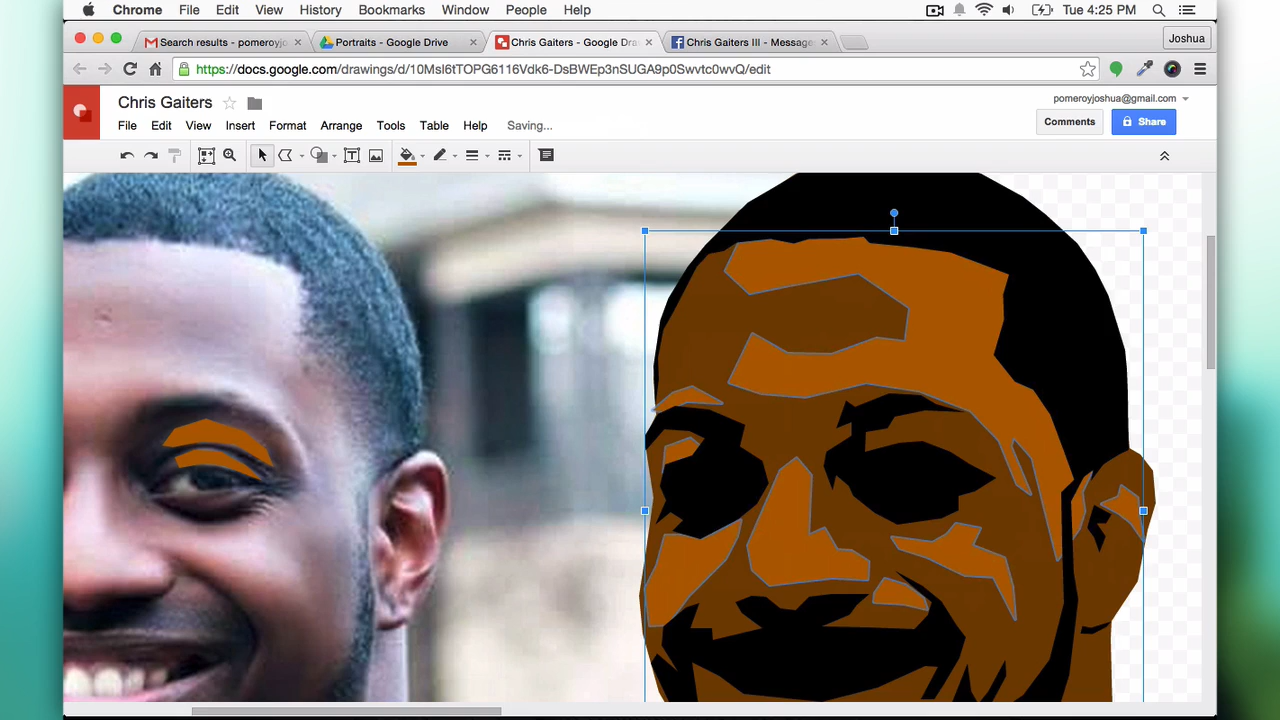 Chrome File Edit View History Bookmarks Window People Help Tue 4:25 PM
Search results - pomeroyjo Portraits - Google Drive Chris Gaiters - Google Dra Chris Gaiters III - Message Joshua
https://docs.google.com/drawings/d/10Msl6tTOPG6116Vdk6-DsBWEp3nSUGA9p0Swvtc0wvQ/edit
Chris Gaiters pomeroyjoshua@gmail.com
File Edit View Insert Format Arrange Tools Table Help Saving... Comments Share